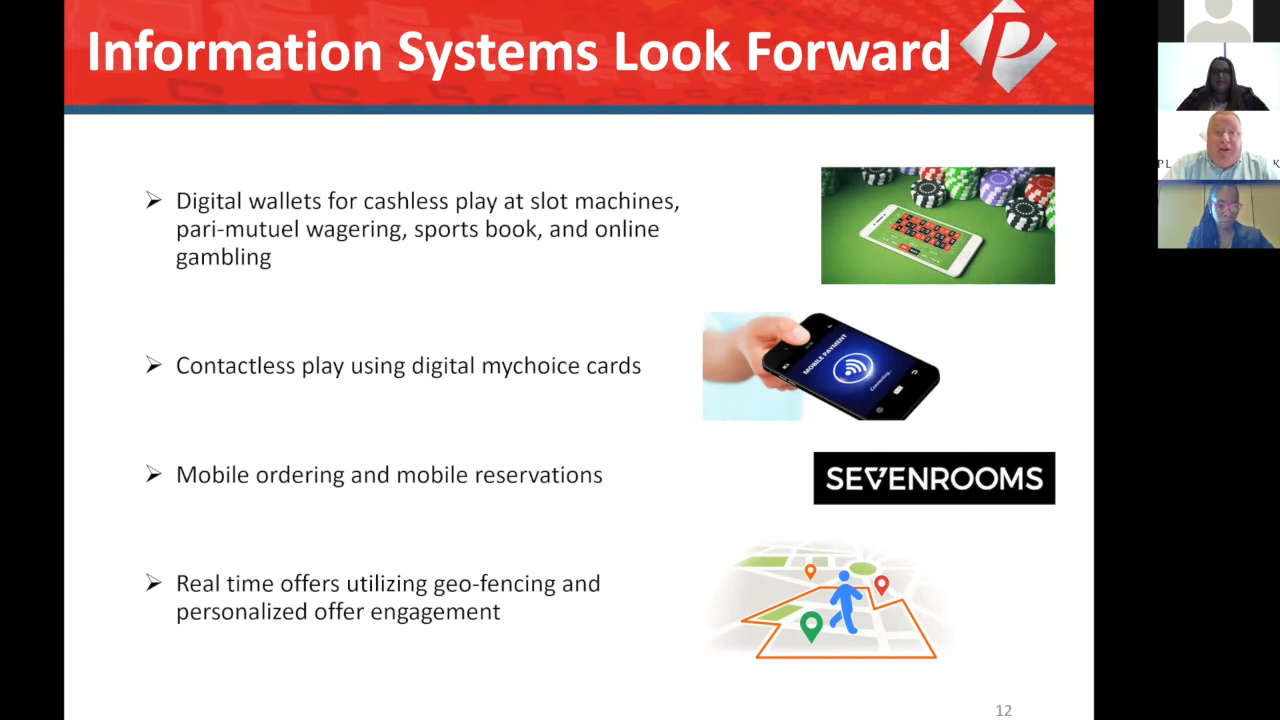 Information Systems Look Forward
P
Digital wallets for cashless play at slot machines,
pari-mutuel wagering, sports book, and online
gambling
Contactless play using digital mychoice cards
MOBILE PAYMENT
Connecting...
Mobile ordering and mobile reservations
SEVENROOMS
Real time offers utilizing geo-fencing and
personalized offer engagement
12
PL
K